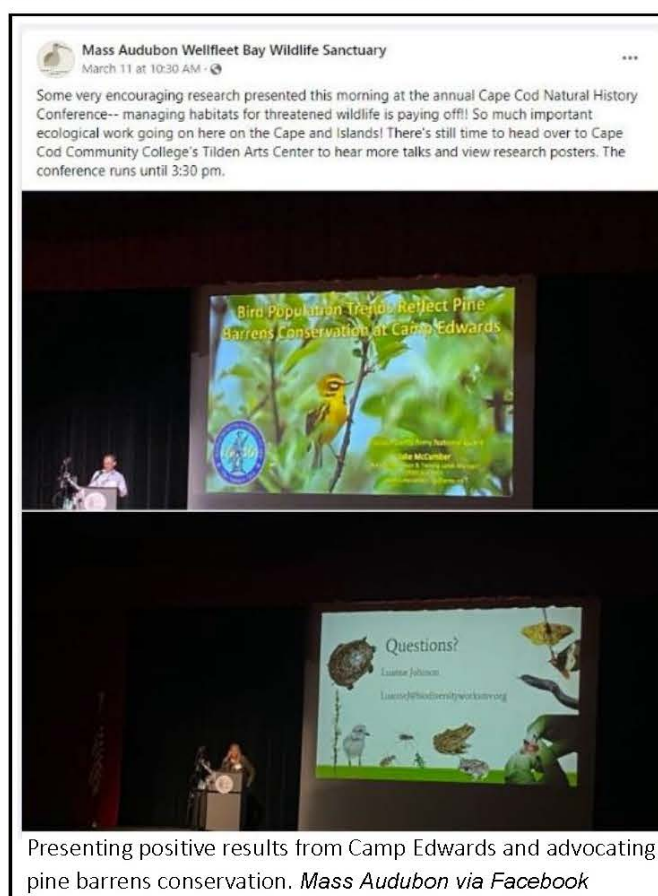 Mass Audubon Wellfleet Bay Wildlife Sanctuary
March 11 at 10:30 AM ·
Some very encouraging research presented this morning at the annual Cape Cod Natural History
Conference-- managing habitats for threatened wildlife is paying off!! So much important
ecological work going on here on the Cape and Islands! There's still time to head over to Cape
Cod Community College's Tilden Arts Center to hear more talks and view research posters. The
conference runs until 3:30 pm.
Bird Population Trends Reflect Pine
Barrens Conservation at Camp Edwards
Army National Guard
Jake McCumber
Questions?
Luanne Johnson
Presenting positive results from Camp Edwards and advocating
pine barrens conservation. Mass Audubon via Facebook